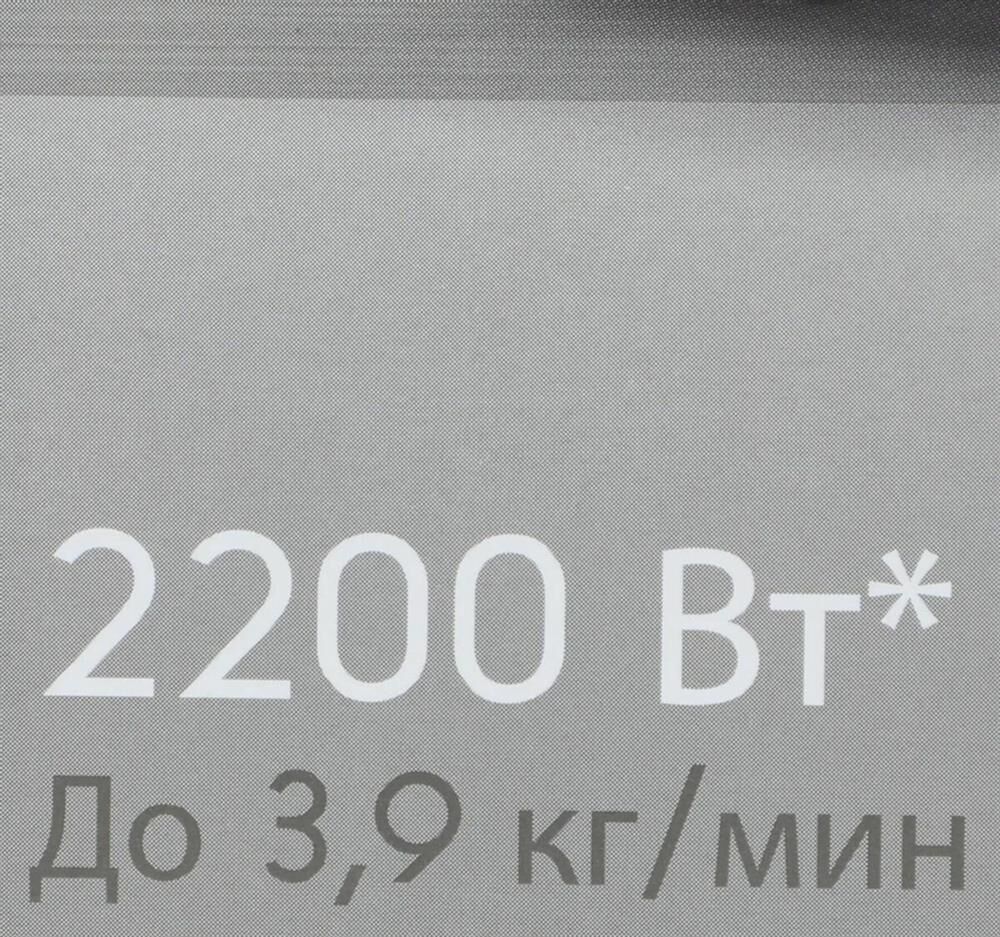 2200 Вт*
До 3,9 кг/мин